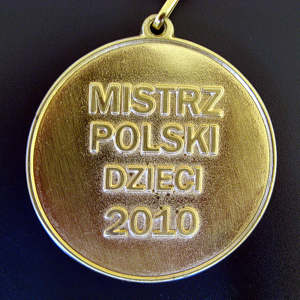 MISTRZ
POLSKI
DZIECI
2010